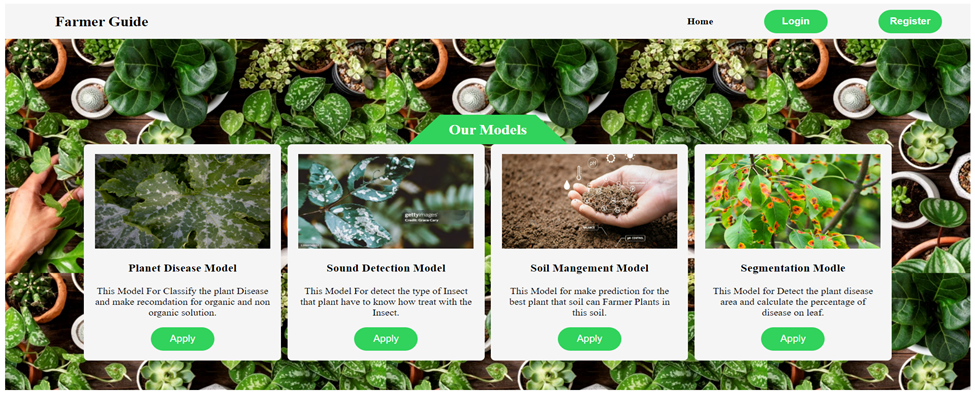 Farmer Guide
Home
Login
Register
Our Models
gettyimages
Planet Disease Model
This Model For Classify the plant Disease
and make recomdation for organic and non
organic solution.
Apply
Sound Detection Model
This Model For detect the type of Insect
that plant have to know how treat with the
Insect.
Apply
Soil Mangement Model
This Model for make prediction for the
best plant that soil can Farmer Plants in
this soil.
Apply
Segmentation Modle
This Model for Detect the plant disease
area and calculate the percentage of
disease on leaf.
Apply